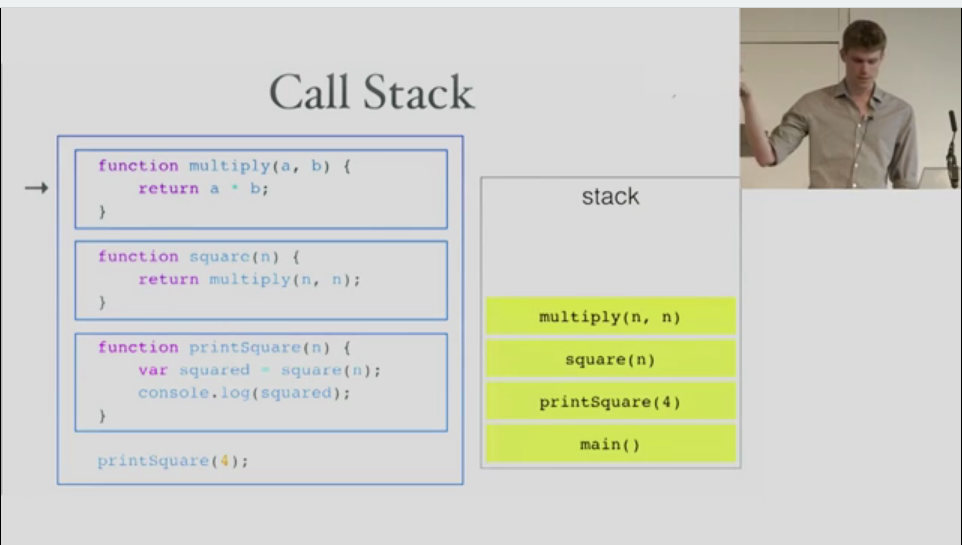 Call Stack
function multiply(a, b) {
return a * b;
}
function square(n) {
return multiply(n, n);
}
function printSquare(n) {
var squared = square(n);
console.log(squared);
}
printSquare(4);
stack
multiply(n, n)
square(n)
printSquare(4)
main()